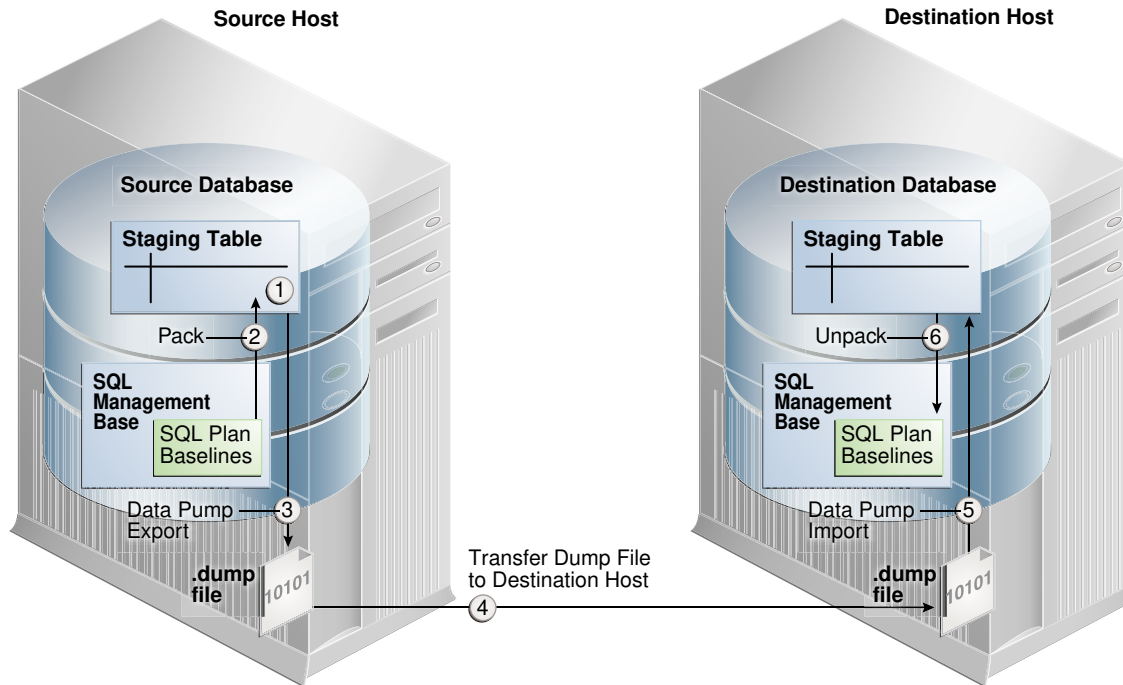 Source Host
Destination Host
Source Database
Staging Table
1
Pack
2
SQL
Management
Base
SQL Plan
Baselines
Data Pump
Export
3
.dump
file
10101
Transfer Dump File
to Destination Host
4
Destination Database
Staging Table
Unpack
6
SQL
Management
Base
SQL Plan
Baselines
Data Pump
Import
5
.dump
file
10101